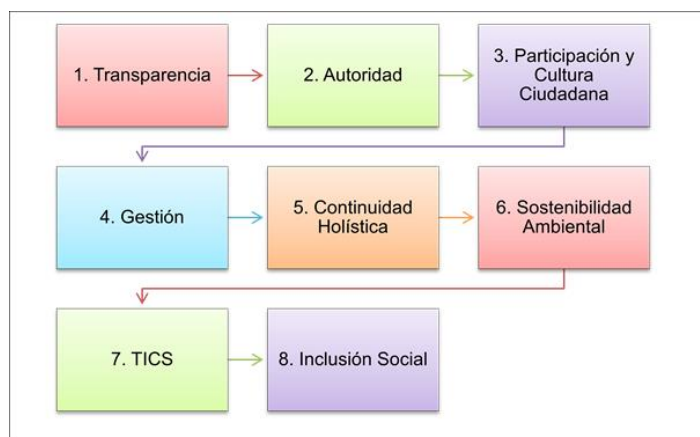 1. Transparencia
2. Autoridad
3. Participación y
Cultura
Ciudadana
4. Gestión
5. Continuidad
Holística
6. Sostenibilidad
Ambiental
7. TICS
8. Inclusión Social